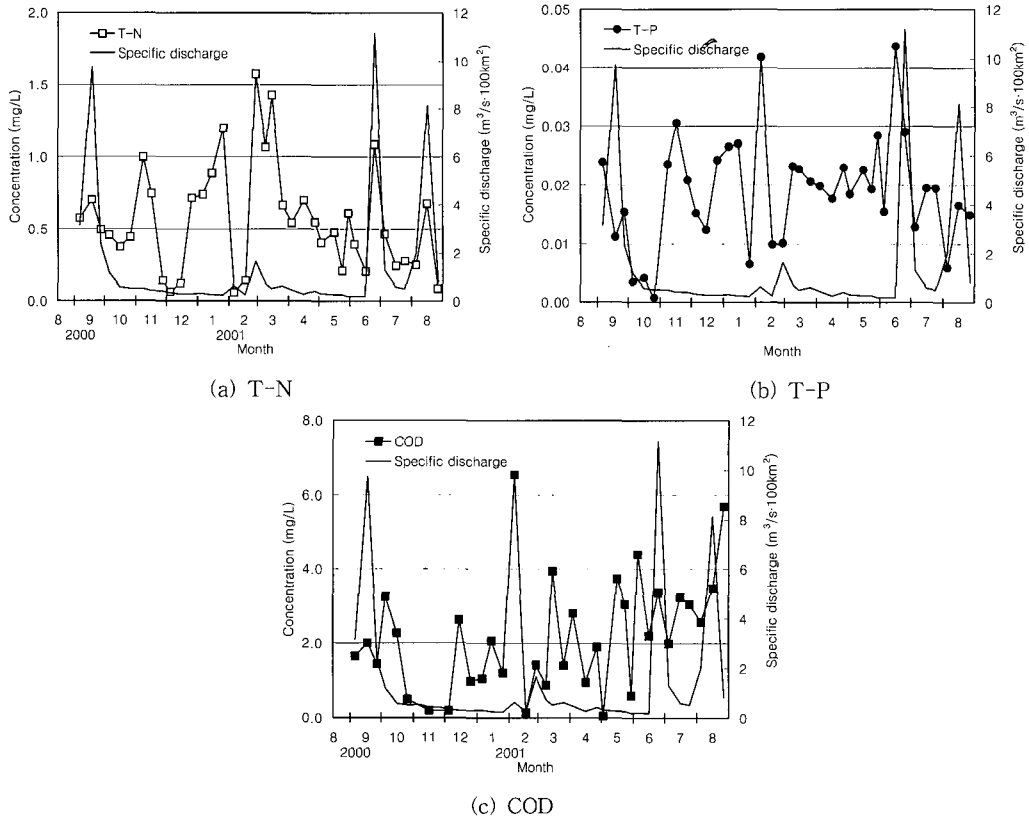 2.0
1.5
1.0
0.5
0.0
Concentration (mg/L)
T-N
Specific discharge
12
10
8
6
4
2
0
Specific discharge (m³/s·100km²)
8 9 10 11 12 1 2 3 4 5 6 7 8
2000 2001
Month
(a) T-N
0.05
0.04
0.03
0.02
0.01
0.00
Concentration (mg/L)
T-P
Specific discharge
12
10
8
6
4
2
0
Specific discharge (m³/s·100km²)
8 9 10 11 12 1 2 3 4 5 6 7 8
Month
(b) T-P
8.0
6.0
4.0
2.0
0.0
Concentration (mg/L)
COD
Specific discharge
12
10
8
6
4
2
0
Specific discharge (m³/s·100km²)
8 9 10 11 12 1 2 3 4 5 6 7 8
2000 2001
Month
(c) COD